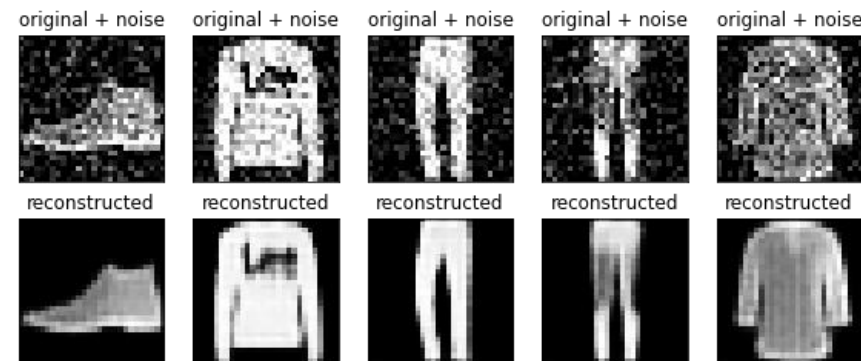 original + noise original + noise original + noise original + noise original + noise
reconstructed reconstructed reconstructed reconstructed reconstructed